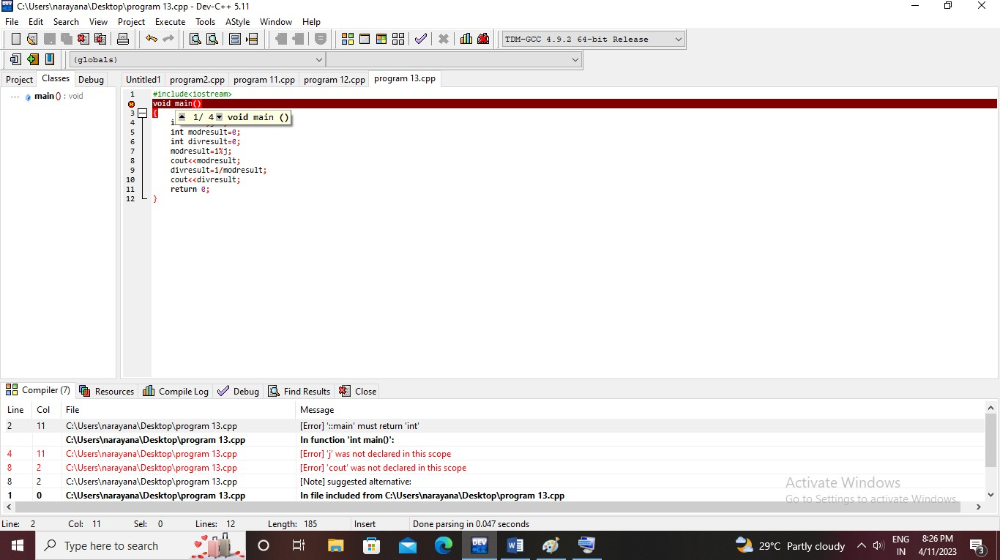 C:\Users\narayana\Desktop\program 13.cpp - Dev-C++ 5.11
File Edit Search View Project Execute Tools AStyle Window Help
TDM-GCC 4.9.2 64-bit Release
(globals)
Project Classes Debug
Untitled1 program2.cpp program 11.cpp program 12.cpp program 13.cpp
main () : void
1 #include<iostream>
void main()
3 {
1/ 4 void main ()
4
5 int modresult=0;
6 int divresult=0;
7 modresult=i%j;
8 cout<<modresult;
9 divresult=i/modresult;
10 cout<<divresult;
11 return 0;
12 }
Compiler (7) Resources Compile Log Debug Find Results Close
Line Col File Message
2 11 C:\Users\narayana\Desktop\program 13.cpp [Error] '::main' must return 'int'
C:\Users\narayana\Desktop\program 13.cpp In function 'int main()':
4 11 C:\Users\narayana\Desktop\program 13.cpp [Error] 'j' was not declared in this scope
8 2 C:\Users\narayana\Desktop\program 13.cpp [Error] 'cout' was not declared in this scope
8 2 C:\Users\narayana\Desktop\program 13.cpp [Note] suggested alternative:
1 0 C:\Users\narayana\Desktop\program 13.cpp In file included from C:\Users\narayana\Desktop\program 13.cpp
Activate Windows
Go to Settings to activate Windows.
Line: 2 Col: 11 Sel: 0 Lines: 12 Length: 185 Insert Done parsing in 0.047 seconds
Type here to search
DEV
29°C Partly cloudy
ENG
IN
8:26 PM
4/11/2023
3